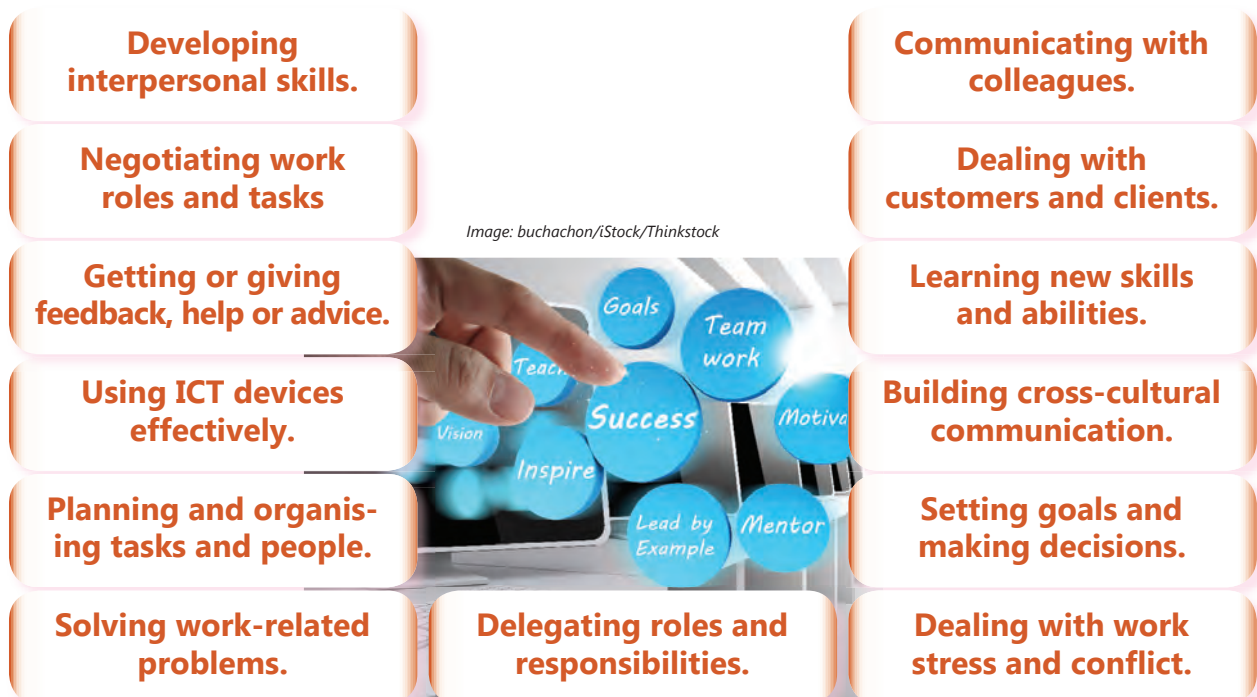 Developing
interpersonal skills.
Communicating with
colleagues.
Negotiating work
roles and tasks
Dealing with
customers and clients.
Image: buchachon/iStock/Thinkstock
Getting or giving
feedback, help or advice.
Learning new skills
and abilities.
Goals
Team
work
Teach
Success
Motiva
Vision
Inspire
Lead by
Example
Mentor
Using ICT devices
effectively.
Building cross-cultural
communication.
Planning and organis-
ing tasks and people.
Setting goals and
making decisions.
Solving work-related
problems.
Delegating roles and
responsibilities.
Dealing with work
stress and conflict.